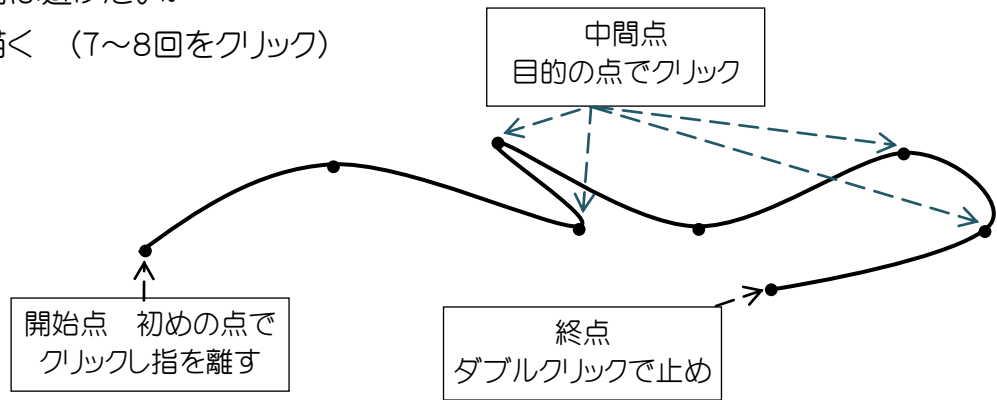 く　（7～8回をクリック）
中間点
目的の点でクリック
開始点　初めの点で
クリックし指を離す
終点
ダブルクリックで止め